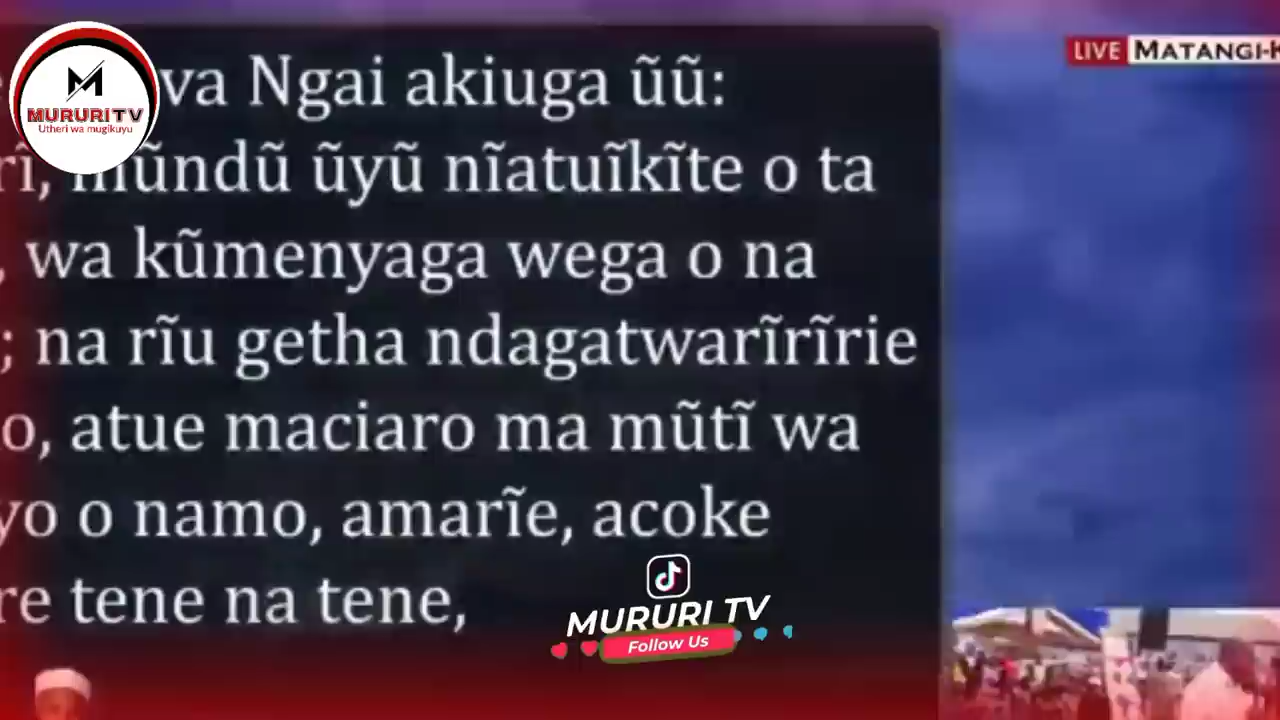 MURURI TV
Utheri wa mugikuyu
LIVE MATANGI-K
va Ngai akiuga ũũ:
rĩ, mũndũ ũyũ nĩatuĩkĩte o ta
, wa kũmenyaga wega o na
; na rĩu getha ndagatwarĩrĩrie
o, atue maciaro ma mũtĩ wa
yo o namo, amarĩe, acoke
re tene na tene,
MURURI TV
Follow Us